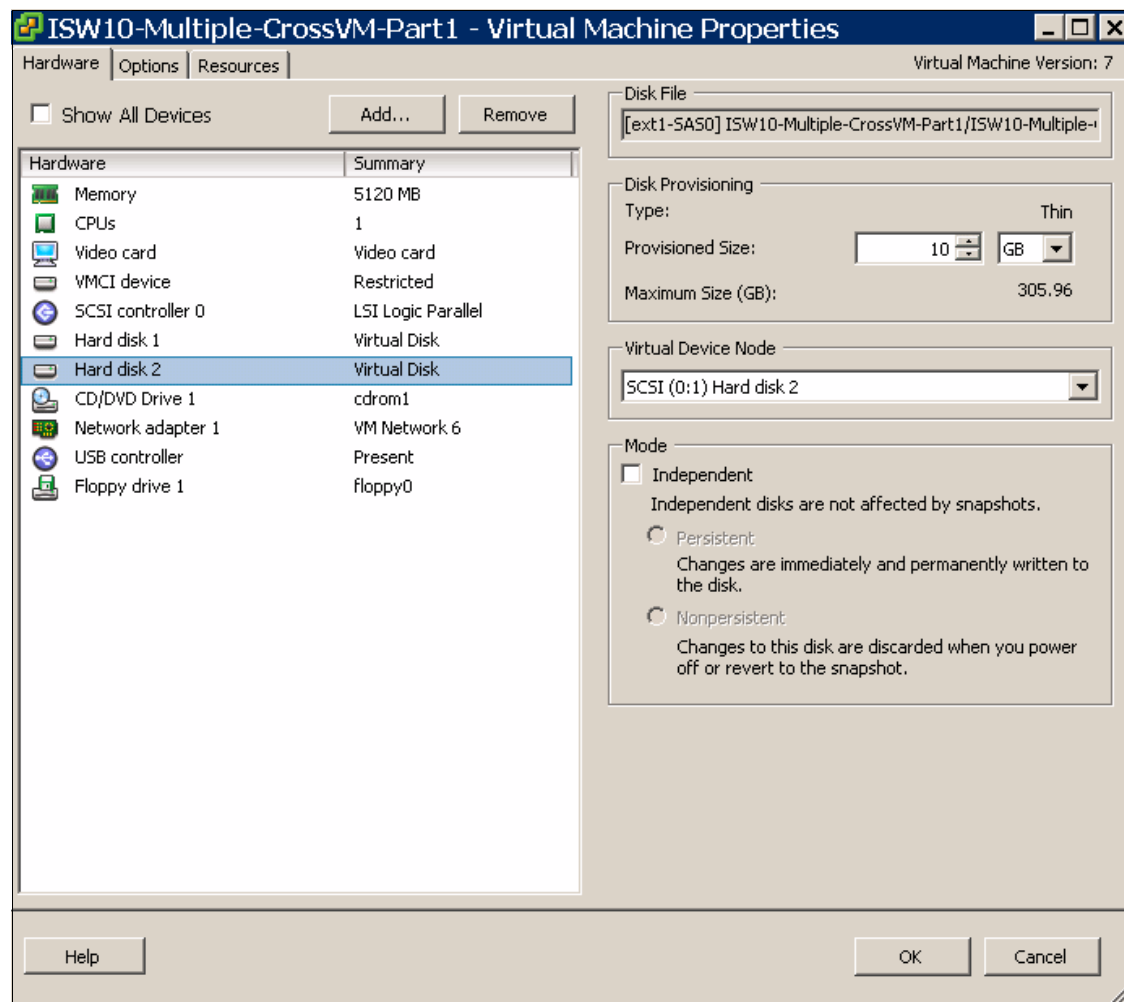 ISW10-Multiple-CrossVM-Part1 - Virtual Machine Properties
Hardware Options Resources
Virtual Machine Version: 7
Show All Devices
Add...
Remove
Hardware Summary
Memory 5120 MB
CPUs 1
Video card Video card
VMCI device Restricted
SCSI controller 0 LSI Logic Parallel
Hard disk 1 Virtual Disk
Hard disk 2 Virtual Disk
CD/DVD Drive 1 cdrom1
Network adapter 1 VM Network 6
USB controller Present
Floppy drive 1 floppy0
Disk File
[ext1-SAS0] ISW10-Multiple-CrossVM-Part1/ISW10-Multiple-
Disk Provisioning
Type: Thin
Provisioned Size: 10 GB
Maximum Size (GB): 305.96
Virtual Device Node
SCSI (0:1) Hard disk 2
Mode
Independent
Independent disks are not affected by snapshots.
Persistent
Changes are immediately and permanently written to
the disk.
Nonpersistent
Changes to this disk are discarded when you power
off or revert to the snapshot.
Help
OK
Cancel